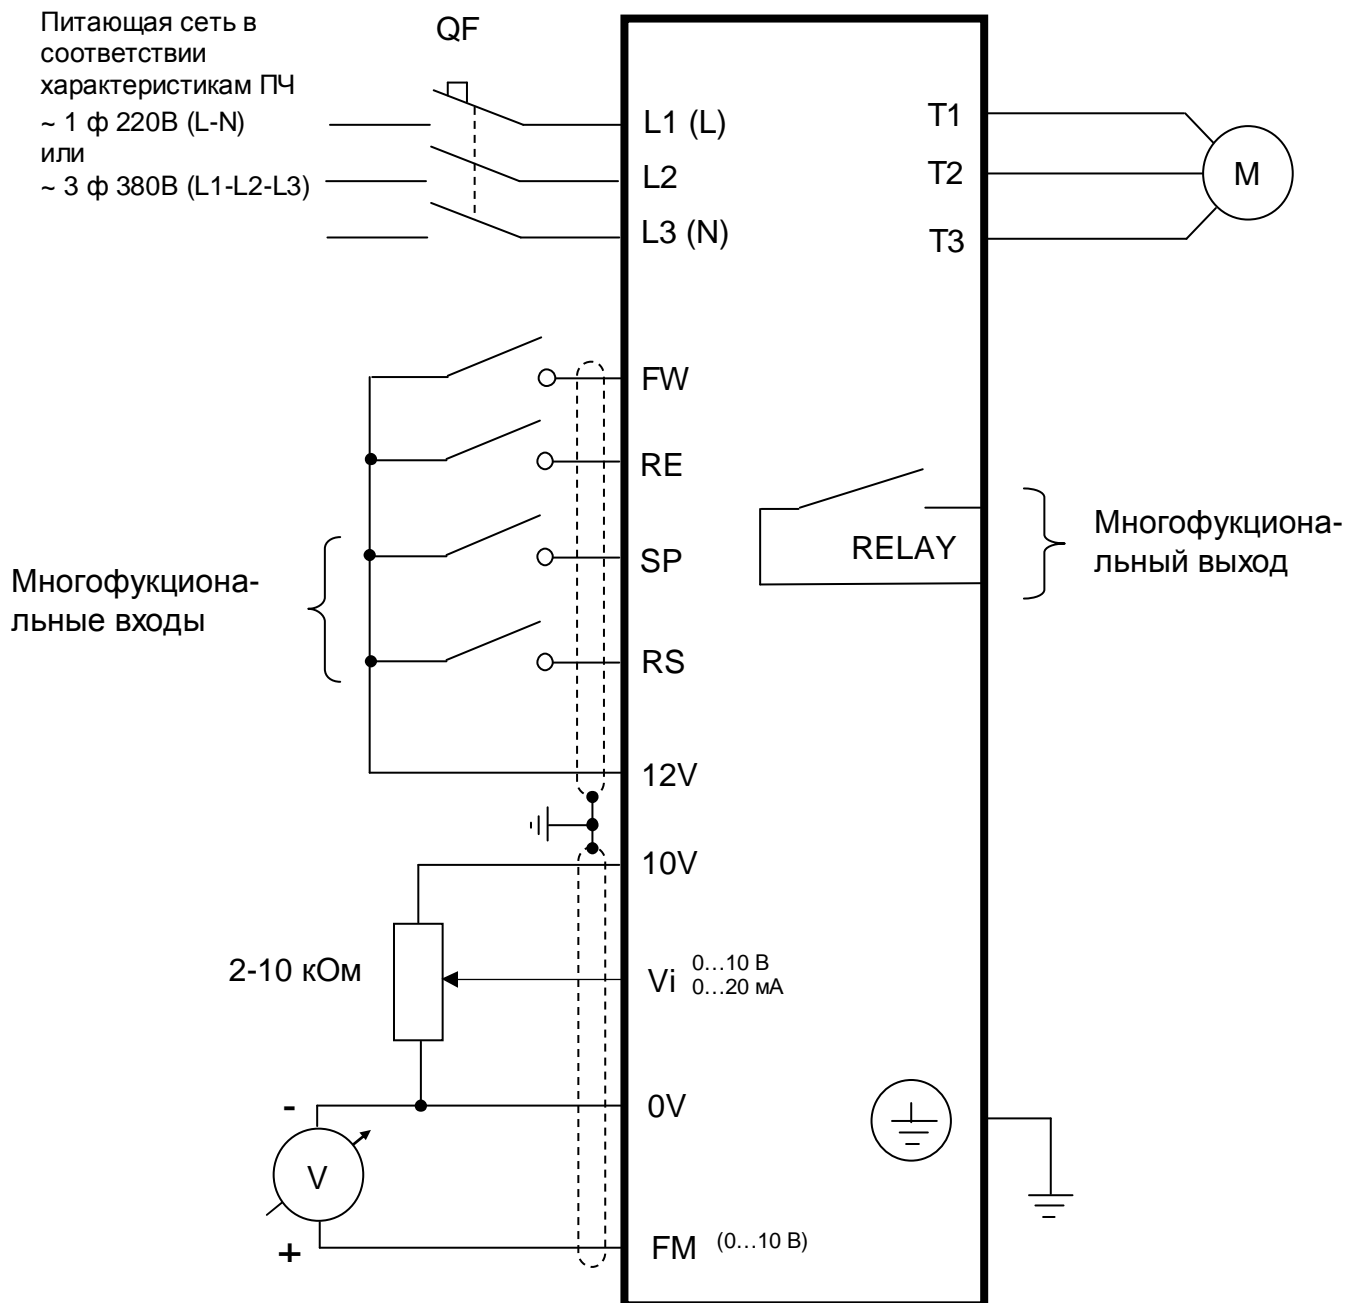 Питающая сеть в
соответствии
характеристикам ПЧ
~ 1 ф 220В (L-N)
или
~ 3 ф 380В (L1-L2-L3)
QF
L1 (L)
L2
L3 (N)
T1
T2
T3
M
FW
RE
SP
RS
12V
Многофукциона-
льные входы
RELAY
Многофукциона-
льный выход
10V
2-10 кОм
Vi
0…10 В
0…20 мА
-
0V
V
+
FM (0…10 В)